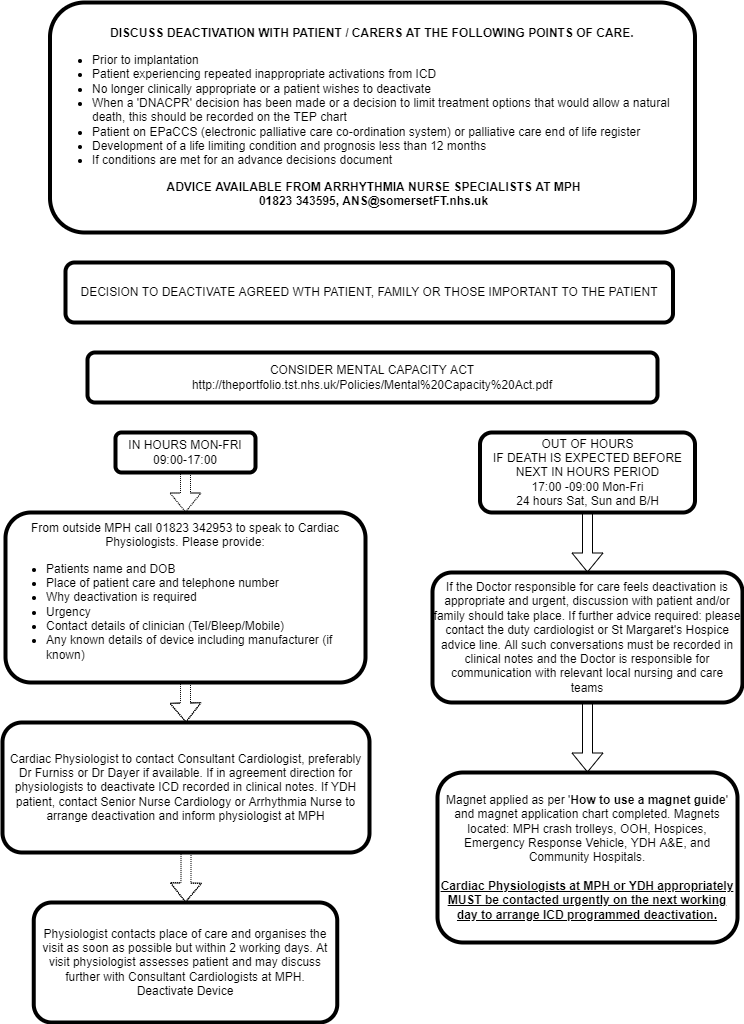 DISCUSS DEACTIVATION WITH PATIENT / CARERS AT THE FOLLOWING POINTS OF CARE.
• Prior to implantation
• Patient experiencing repeated inappropriate activations from ICD
• No longer clinically appropriate or a patient wishes to deactivate
• When a 'DNACPR' decision has been made or a decision to limit treatment options that would allow a natural
death, this should be recorded on the TEP chart
• Patient on EPaCCS (electronic palliative care co-ordination system) or palliative care end of life register
• Development of a life limiting condition and prognosis less than 12 months
• If conditions are met for an advance decisions document
ADVICE AVAILABLE FROM ARRHYTHMIA NURSE SPECIALISTS AT MPH
01823 343595, ANS@somersetFT.nhs.uk
DECISION TO DEACTIVATE AGREED WTH PATIENT, FAMILY OR THOSE IMPORTANT TO THE PATIENT
CONSIDER MENTAL CAPACITY ACT
http://theportfolio.tst.nhs.uk/Policies/Mental%20Capacity%20Act.pdf
IN HOURS MON-FRI
09:00-17:00
From outside MPH call 01823 342953 to speak to Cardiac
Physiologists. Please provide:
• Patients name and DOB
• Place of patient care and telephone number
• Why deactivation is required
• Urgency
• Contact details of clinician (Tel/Bleep/Mobile)
• Any known details of device including manufacturer (if
known)
Cardiac Physiologist to contact Consultant Cardiologist, preferably
Dr Furniss or Dr Dayer if available. If in agreement direction for
physiologists to deactivate ICD recorded in clinical notes. If YDH
patient, contact Senior Nurse Cardiology or Arrhythmia Nurse to
arrange deactivation and inform physiologist at MPH
Physiologist contacts place of care and organises the
visit as soon as possible but within 2 working days. At
visit physiologist assesses patient and may discuss
further with Consultant Cardiologists at MPH.
Deactivate Device
OUT OF HOURS
IF DEATH IS EXPECTED BEFORE
NEXT IN HOURS PERIOD
17:00 -09:00 Mon-Fri
24 hours Sat, Sun and B/H
If the Doctor responsible for care feels deactivation is
appropriate and urgent, discussion with patient and/or
family should take place. If further advice required: please
contact the duty cardiologist or St Margaret's Hospice
advice line. All such conversations must be recorded in
clinical notes and the Doctor is responsible for
communication with relevant local nursing and care
teams
Magnet applied as per 'How to use a magnet guide'
and magnet application chart completed. Magnets
located: MPH crash trolleys, OOH, Hospices,
Emergency Response Vehicle, YDH A&E, and
Community Hospitals.
Cardiac Physiologists at MPH or YDH appropriately
MUST be contacted urgently on the next working
day to arrange ICD programmed deactivation.